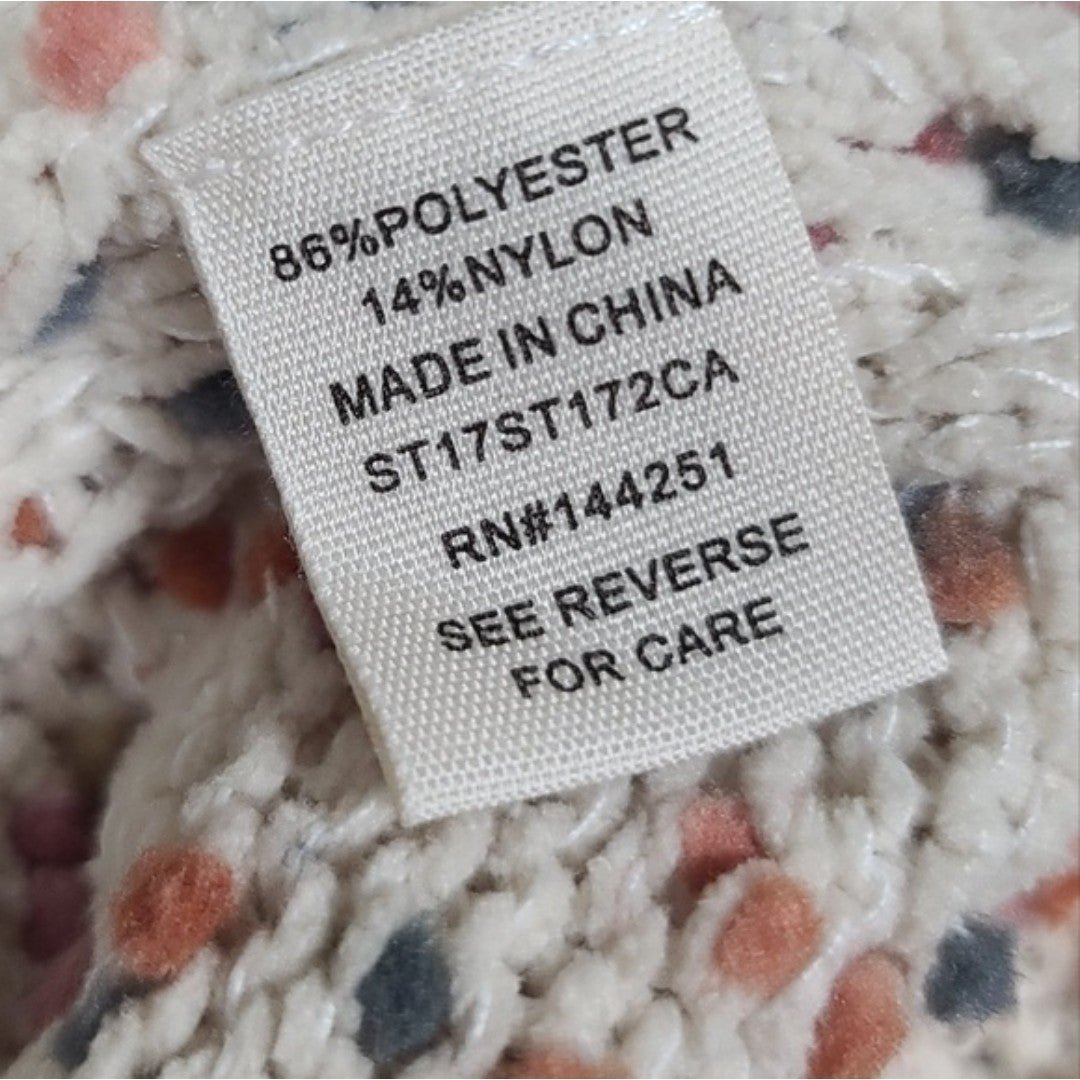 86%POLYESTER
14%NYLON
MADE IN CHINA
ST17ST172CA
RN#144251
SEE REVERSE
FOR CARE